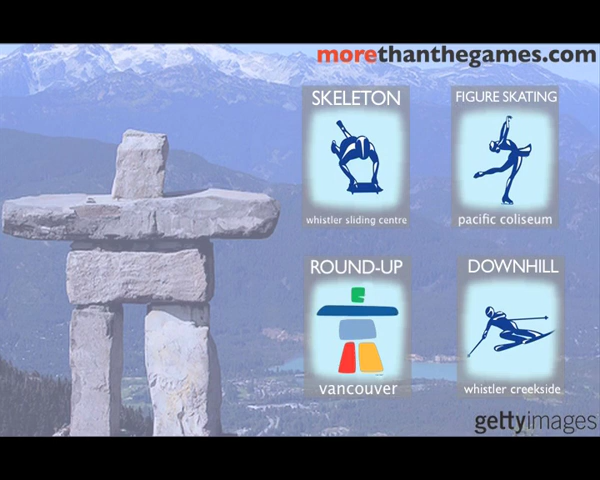 morethanthegames.com
SKELETON
whistler sliding centre
FIGURE SKATING
pacific coliseum
ROUND-UP
vancouver
DOWNHILL
whistler creekside
gettyimages